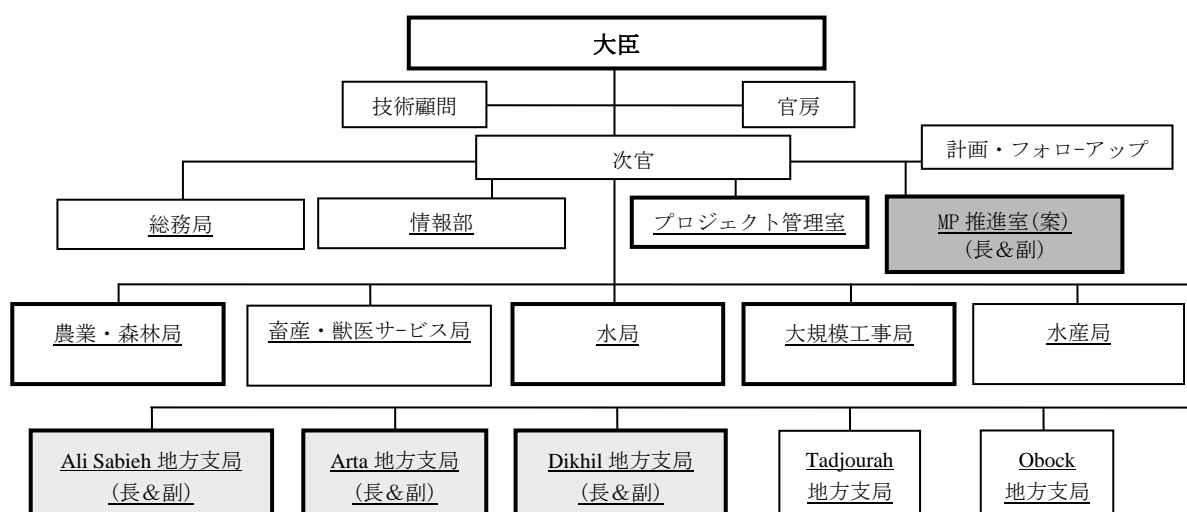 大臣
技術顧問
官房
次官
計画・フォローアップ
総務局
情報部
プロジェクト管理室
MP 推進室(案)
(長＆副)
農業・森林局
畜産・獣医サービス局
水局
大規模工事局
水産局
Ali Sabieh 地方支局
(長＆副)
Arta 地方支局
(長＆副)
Dikhil 地方支局
(長＆副)
Tadjourah
地方支局
Obock
地方支局